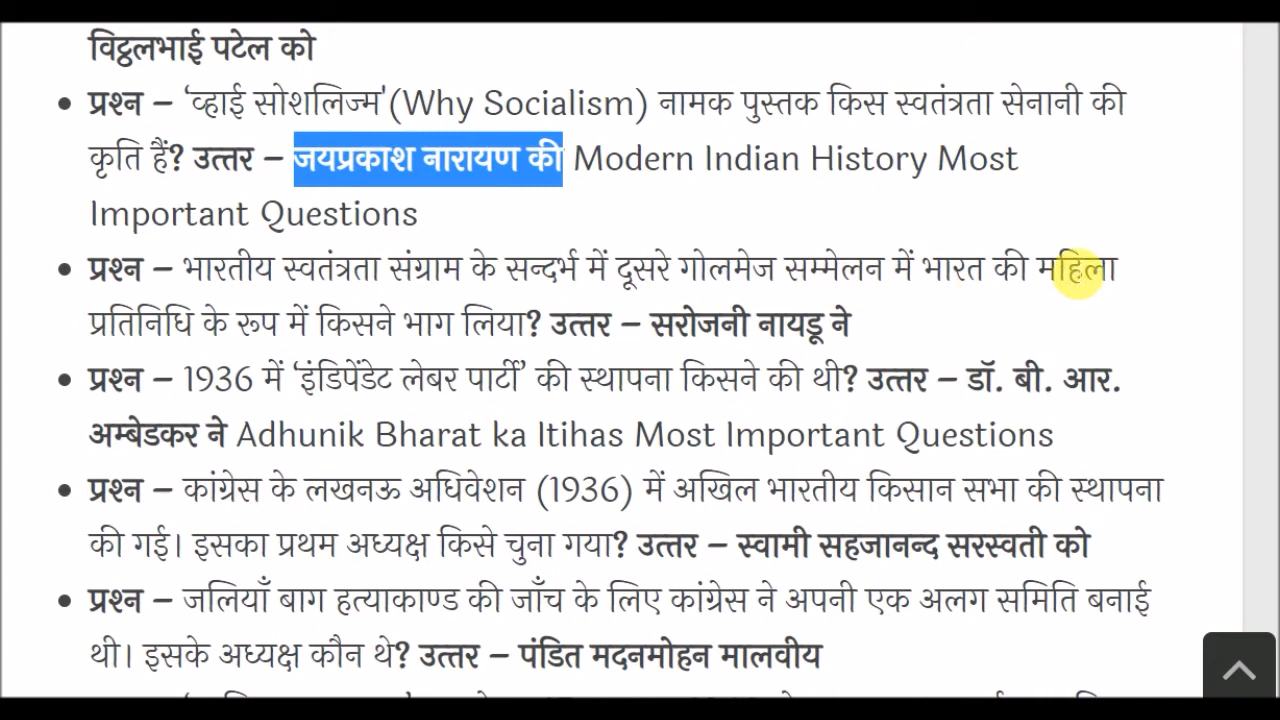 विट्ठलभाई पटेल को
• प्रश्न – ‘व्हाई सोशलिज्म'(Why Socialism) नामक पुस्तक किस स्वतंत्रता सेनानी की
कृति हैं? उत्तर – जयप्रकाश नारायण की Modern Indian History Most
Important Questions
• प्रश्न – भारतीय स्वतंत्रता संग्राम के सन्दर्भ में दूसरे गोलमेज सम्मेलन में भारत की महिला
प्रतिनिधि के रूप में किसने भाग लिया? उत्तर – सरोजनी नायडू ने
• प्रश्न – 1936 में ‘इंडिपेंडेट लेबर पार्टी’ की स्थापना किसने की थी? उत्तर – डॉ. बी. आर.
अम्बेडकर ने Adhunik Bharat ka Itihas Most Important Questions
• प्रश्न – कांग्रेस के लखनऊ अधिवेशन (1936) में अखिल भारतीय किसान सभा की स्थापना
की गई। इसका प्रथम अध्यक्ष किसे चुना गया? उत्तर – स्वामी सहजानन्द सरस्वती को
• प्रश्न – जलियाँ बाग हत्याकाण्ड की जाँच के लिए कांग्रेस ने अपनी एक अलग समिति बनाई
थी। इसके अध्यक्ष कौन थे? उत्तर – पंडित मदनमोहन मालवीय